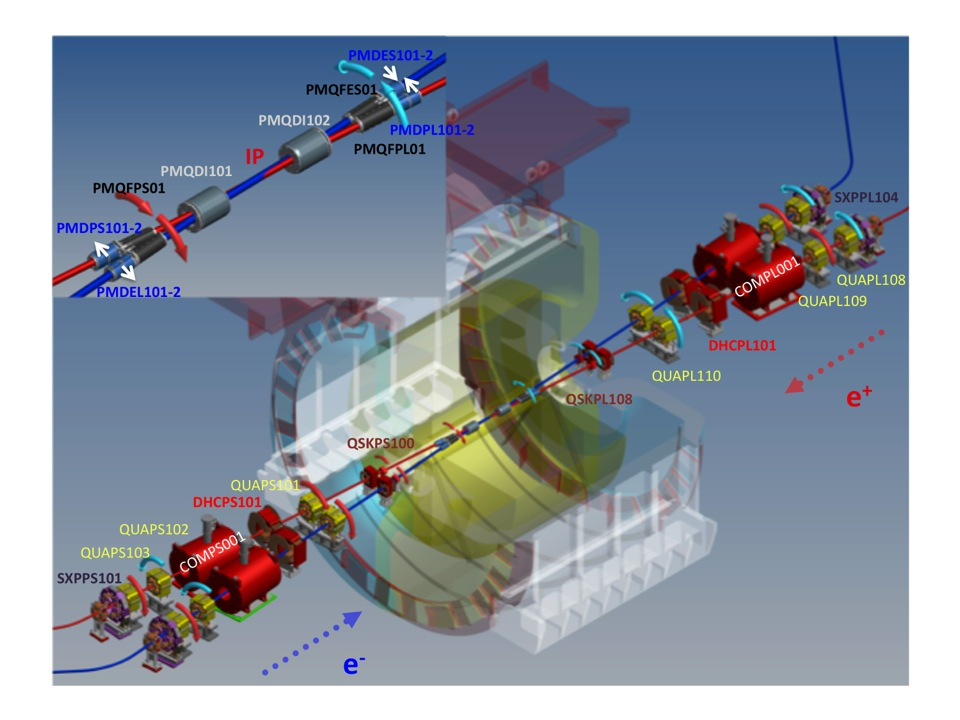 PMDES101-2
PMQFES01
PMQDI102
PMDPL101-2
PMQFPL01
IP
PMQDI101
PMQFPS01
PMDPS101-2
PMDEL101-2
SXPPL104
COMPL001
QUAPL108
QUAPL109
DHCPL101
QUAPL110
e+
QSKPL108
QSKPS100
QUAPS101
DHCPS101
QUAPS102
COMPS001
QUAPS103
SXPPS101
e-